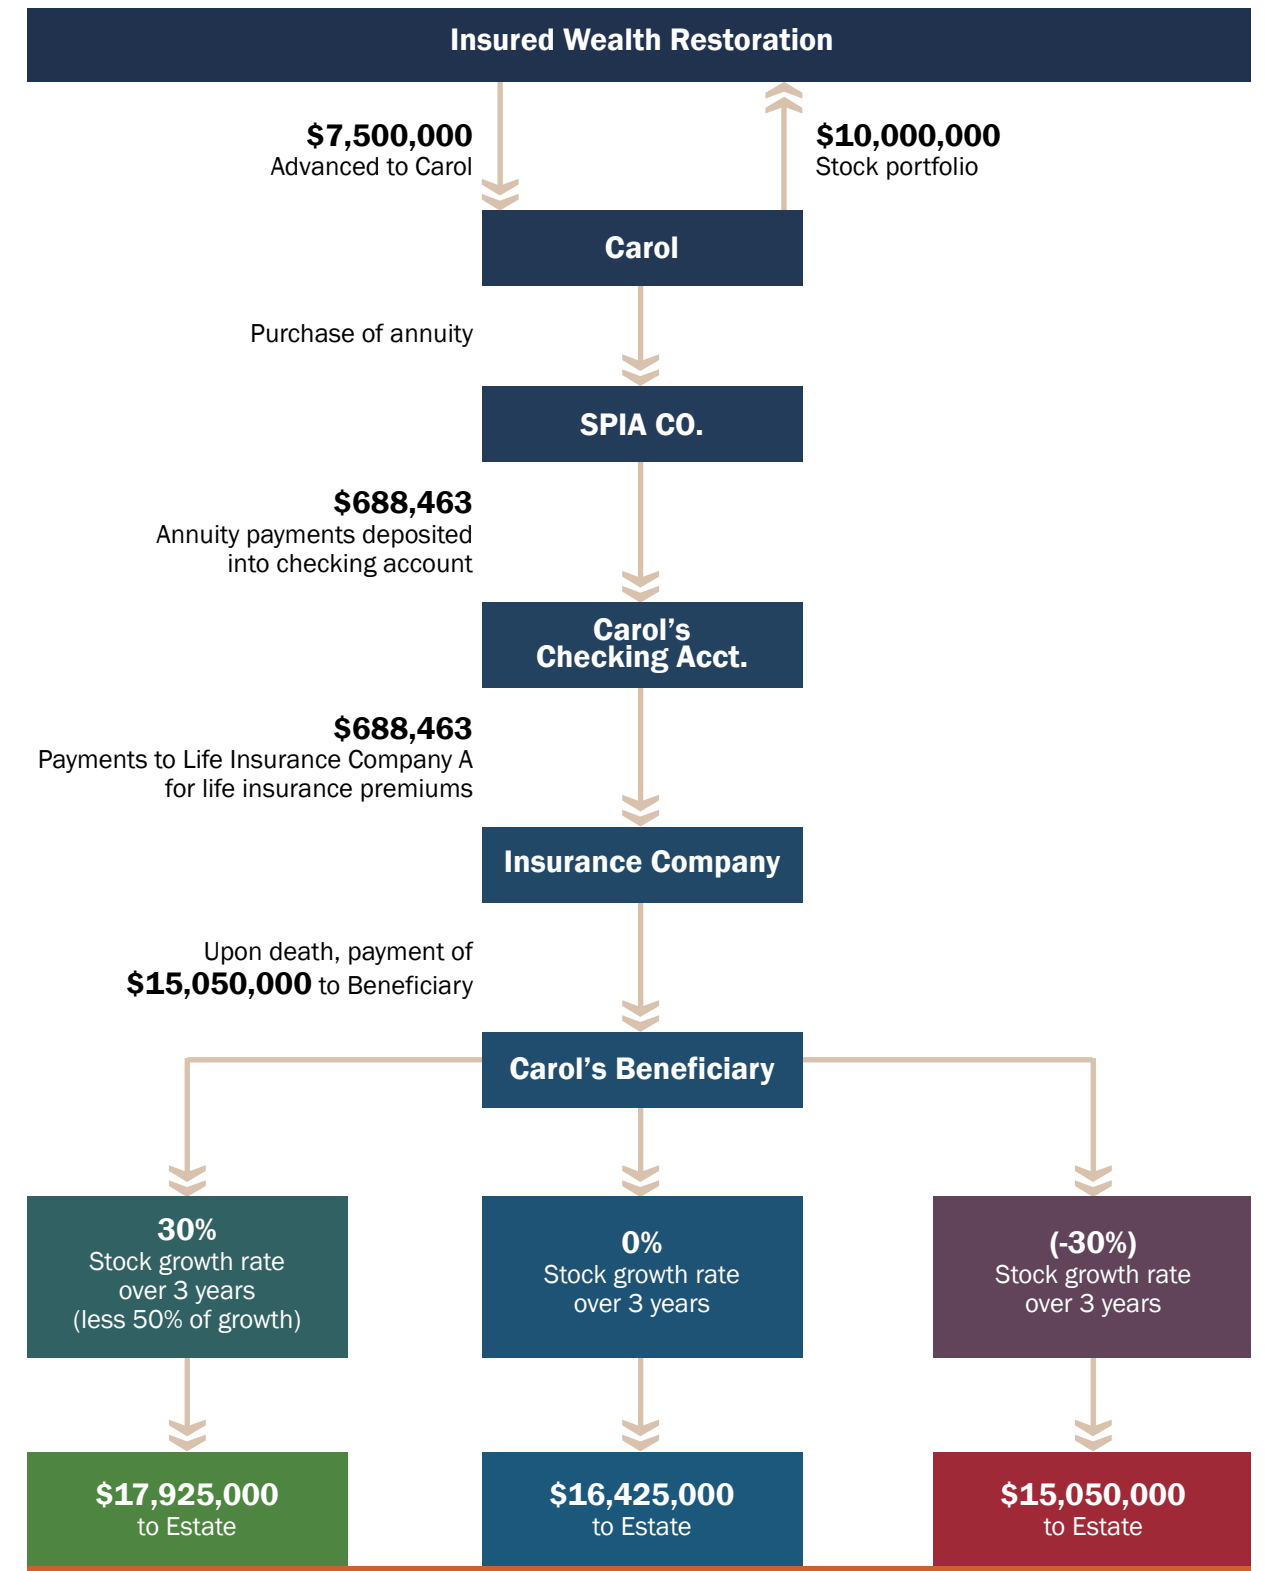 Insured Wealth Restoration
$7,500,000
Advanced to Carol
$10,000,000
Stock portfolio
Carol
Purchase of annuity
SPIA CO.
$688,463
Annuity payments deposited
into checking account
Carol’s
Checking Acct.
$688,463
Payments to Life Insurance Company A
for life insurance premiums
Insurance Company
Upon death, payment of
$15,050,000 to Beneficiary
Carol’s Beneficiary
30%
Stock growth rate
over 3 years
(less 50% of growth)
0%
Stock growth rate
over 3 years
(-30%)
Stock growth rate
over 3 years
$17,925,000
to Estate
$16,425,000
to Estate
$15,050,000
to Estate